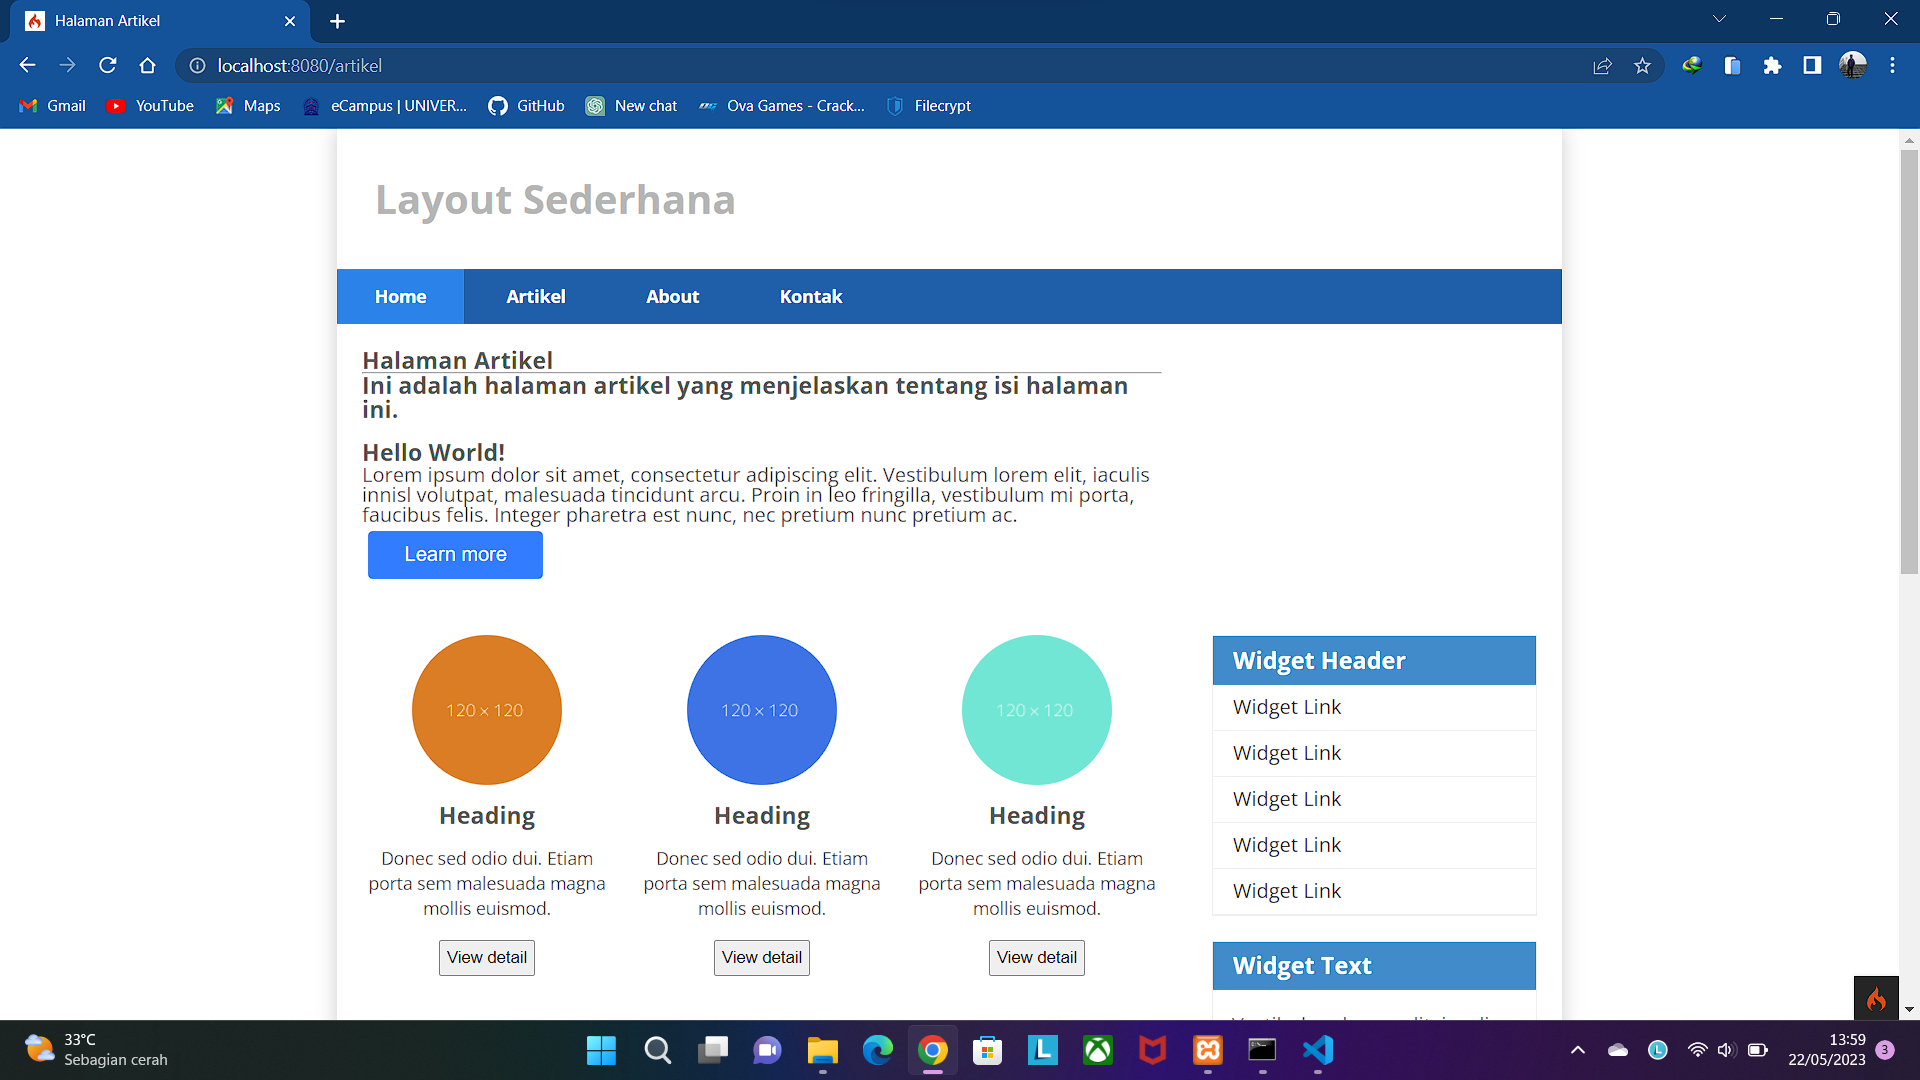 Halaman Artikel
localhost:8080/artikel
Gmail
YouTube
Maps
eCampus | UNIVER...
GitHub
New chat
Ova Games - Crack...
Filecrypt
Layout Sederhana
Home
Artikel
About
Kontak
Halaman Artikel
Ini adalah halaman artikel yang menjelaskan tentang isi halaman
ini.
Hello World!
Lorem ipsum dolor sit amet, consectetur adipiscing elit. Vestibulum lorem elit, iaculis
innisl volutpat, malesuada tincidunt arcu. Proin in leo fringilla, vestibulum mi porta,
faucibus felis. Integer pharetra est nunc, nec pretium nunc pretium ac.
Learn more
120 × 120
Heading
Donec sed odio dui. Etiam
porta sem malesuada magna
mollis euismod.
View detail
120 × 120
Heading
Donec sed odio dui. Etiam
porta sem malesuada magna
mollis euismod.
View detail
120 × 120
Heading
Donec sed odio dui. Etiam
porta sem malesuada magna
mollis euismod.
View detail
Widget Header
Widget Link
Widget Link
Widget Link
Widget Link
Widget Link
Widget Text
33°C
Sebagian cerah
L
L
13:59
22/05/2023
3